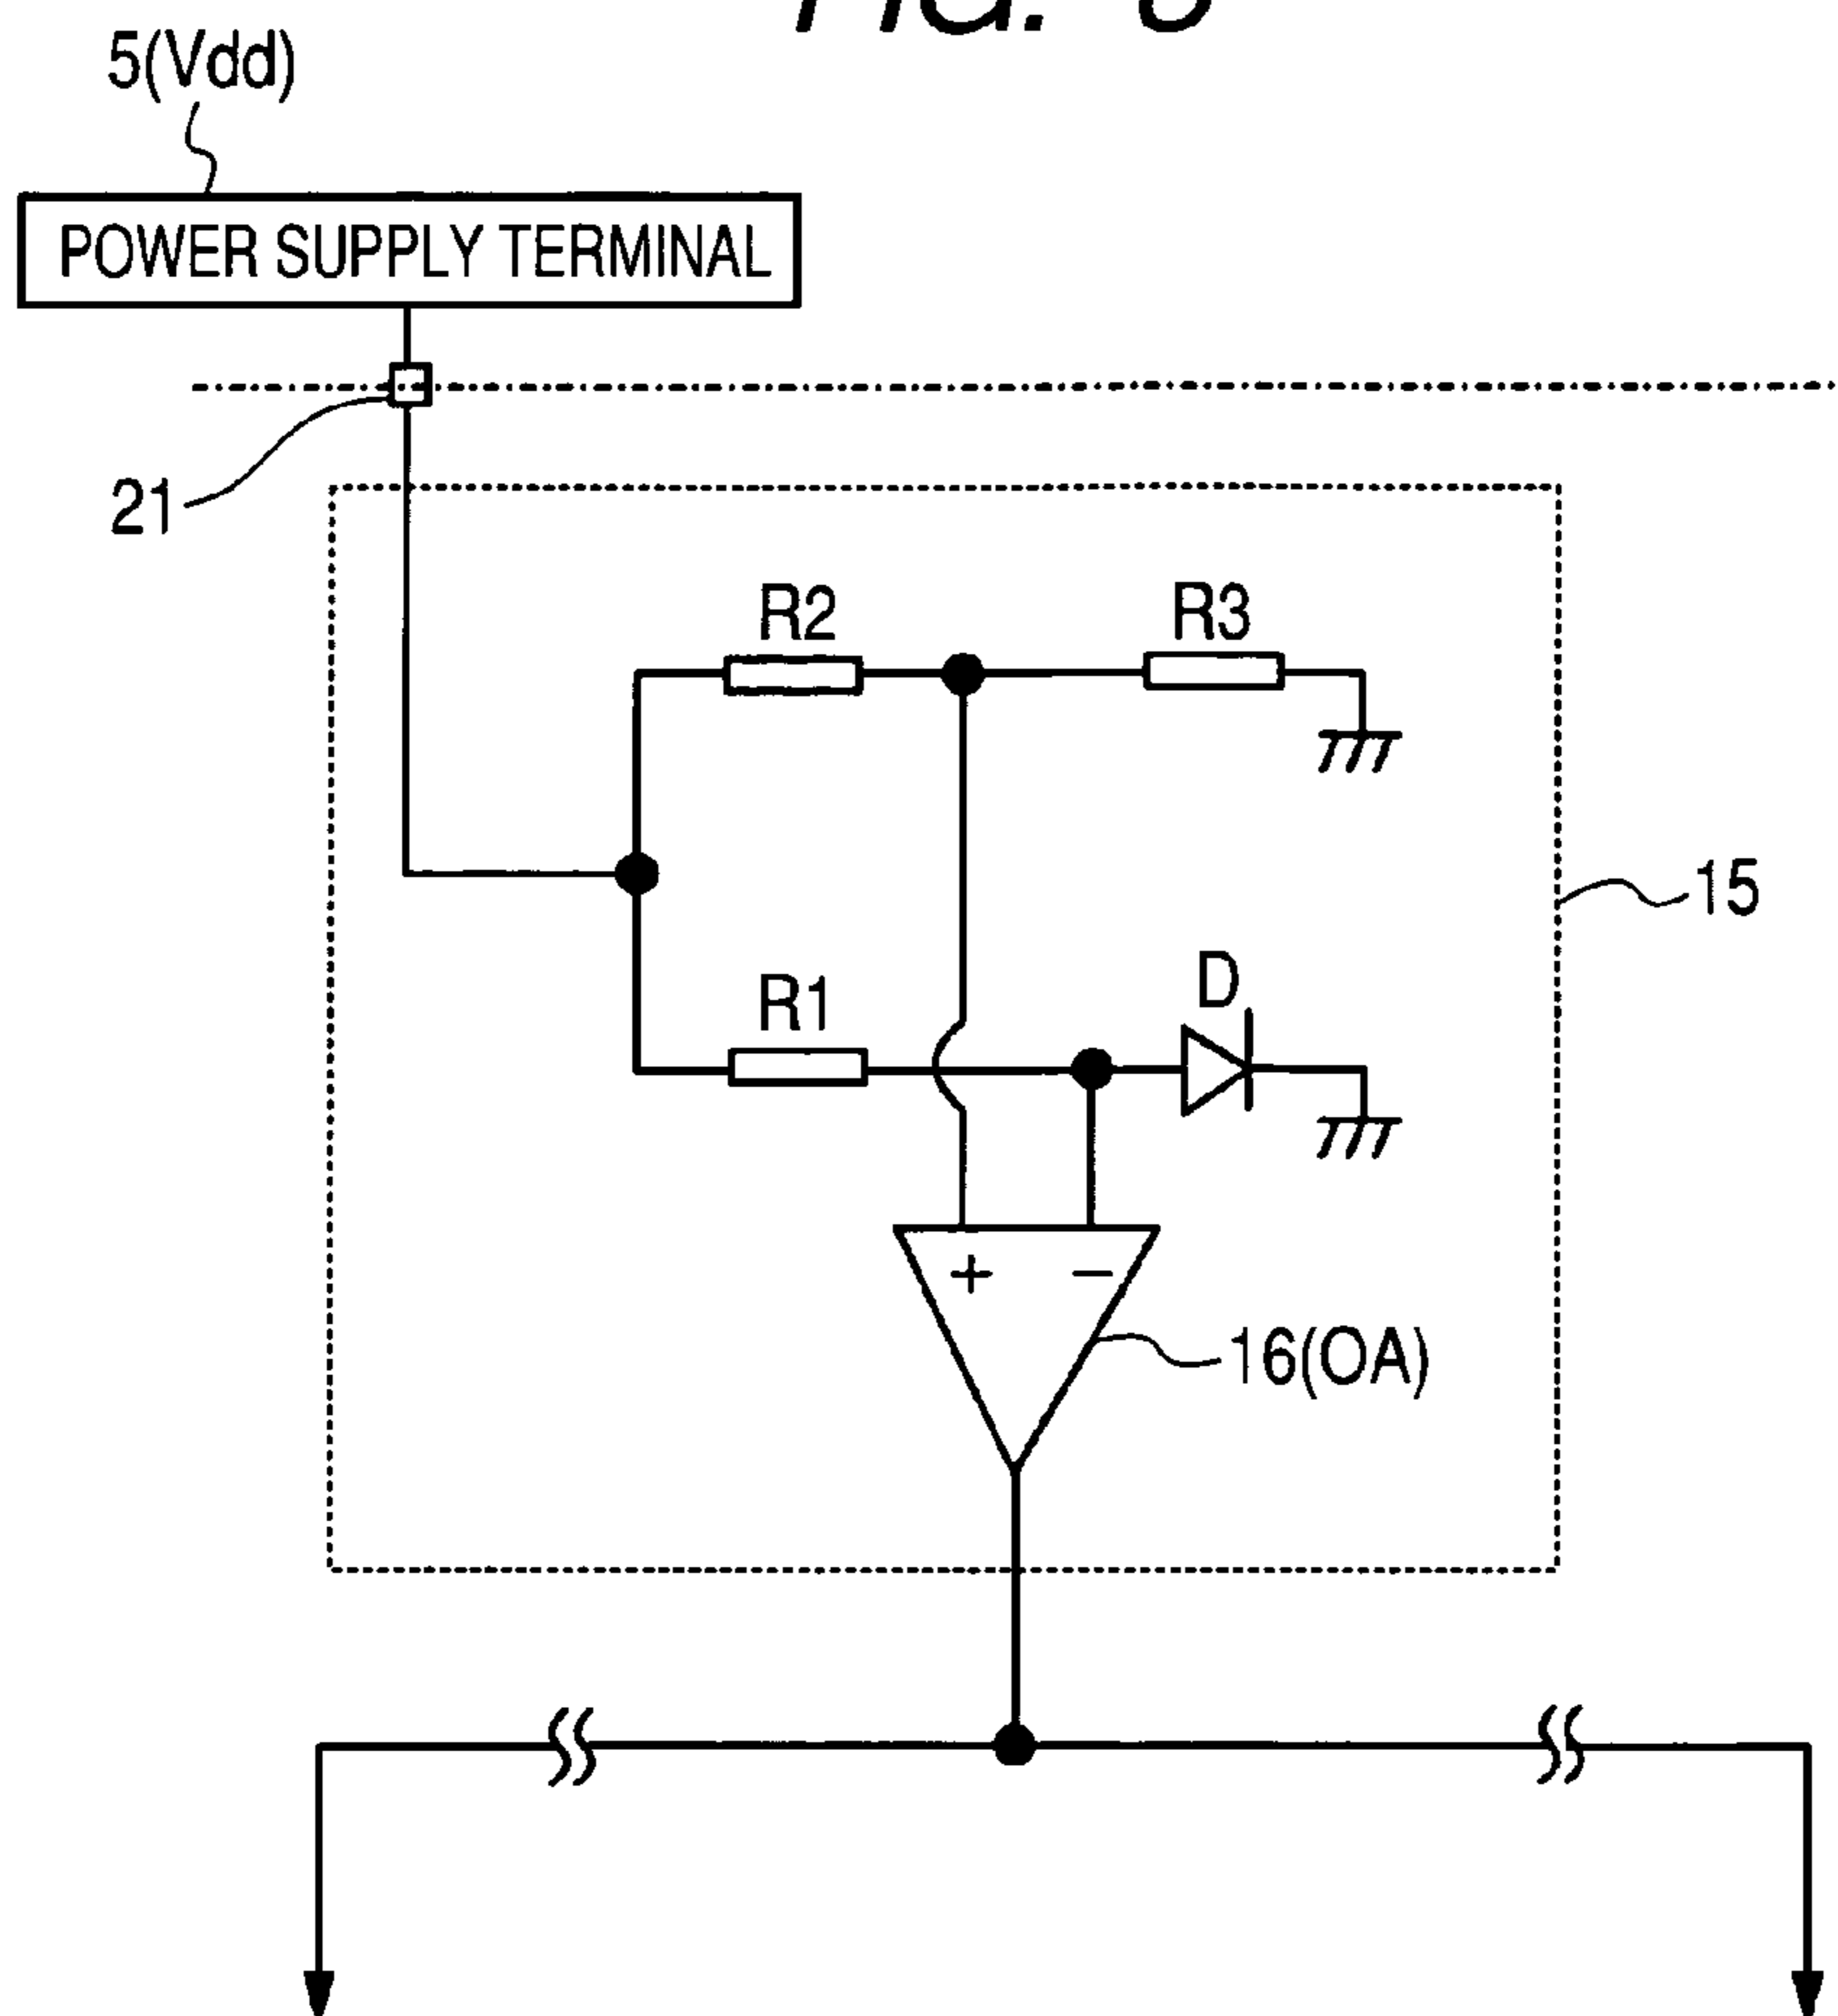 5(Vdd)
POWER SUPPLY TERMINAL
21
R2
R3
15
R1
D
+
−
16(OA)